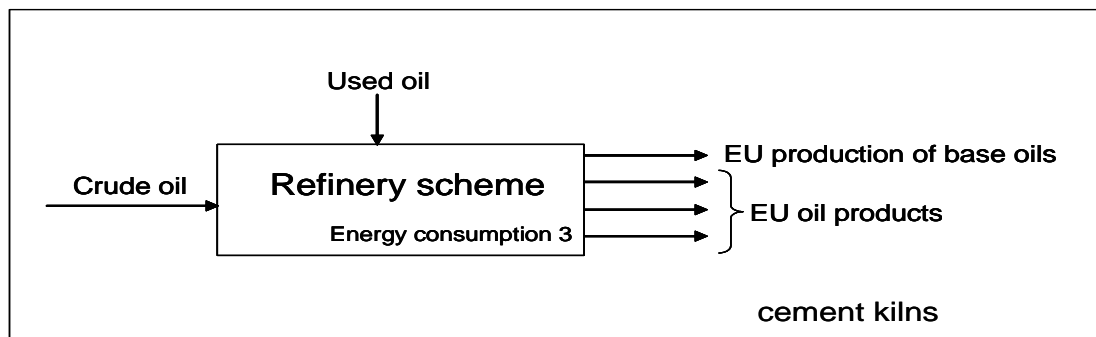 Used oil
EU production of base oils
Crude oil
Refinery scheme
EU oil products
Energy consumption 3
cement kilns